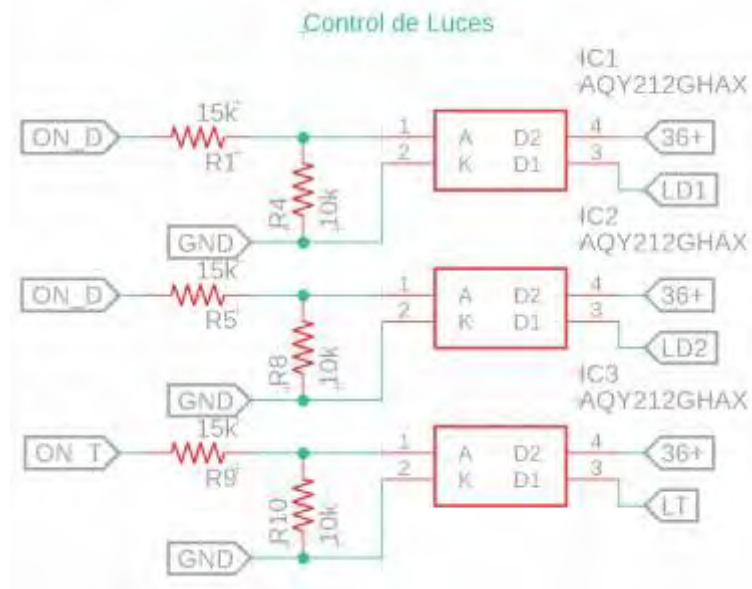 Control de Luces
IC1
AQY212GHAX
15k
ON_D
R1
R4
10k
GND
1
2
A D2
K D1
4
3
36+
LD1
IC2
AQY212GHAX
15k
ON_D
R5
R8
10k
GND
1
2
A D2
K D1
4
3
36+
LD2
IC3
AQY212GHAX
15k
ON_T
R9
R10
10k
GND
1
2
A D2
K D1
4
3
36+
LT